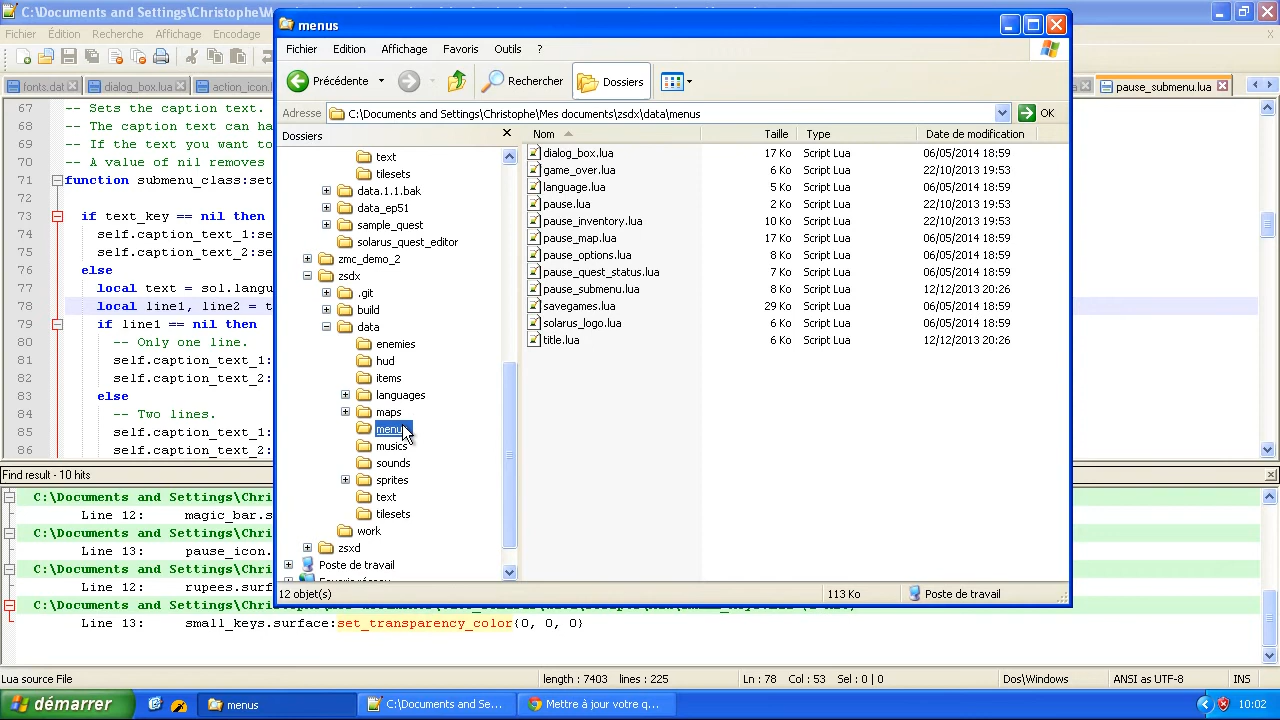 C:\Documents and Settings\Christophe\Mes
menus
Fichier Édition Recherche Affichage Encodage
Fichier Edition Affichage Favoris Outils ?
Précédente Rechercher Dossiers
fonts.dat dialog_box.lua action_icon.l pause_submenu.lua
Adresse C:\Documents and Settings\Christophe\Mes documents\zsdx\data\menus OK
Dossiers
Nom Taille Type Date de modification
67 -- Sets the caption text.
68 -- The caption text can ha
69 -- If the text you want to
70 -- A value of nil removes
71 function submenu_class:set
72
73 if text_key == nil then
74 self.caption_text_1:se
75 self.caption_text_2:se
76 else
77 local text = sol.langu
78 local line1, line2 = t
79 if line1 == nil then
80 -- Only one line.
81 self.caption_text_1:
82 self.caption_text_2:
83 else
84 -- Two lines.
85 self.caption_text_1:
86 self.caption_text_2:
text
tilesets
data.1.1.bak
data_ep51
sample_quest
solarus_quest_editor
zmc_demo_2
zsdx
.git
build
data
enemies
hud
items
languages
maps
menus
musics
sounds
sprites
text
tilesets
work
zsxd
Poste de travail
dialog_box.lua 17 Ko Script Lua 06/05/2014 18:59
game_over.lua 6 Ko Script Lua 22/10/2013 19:53
language.lua 5 Ko Script Lua 06/05/2014 18:59
pause.lua 2 Ko Script Lua 22/10/2013 19:53
pause_inventory.lua 10 Ko Script Lua 22/10/2013 19:53
pause_map.lua 17 Ko Script Lua 06/05/2014 18:59
pause_options.lua 8 Ko Script Lua 06/05/2014 18:59
pause_quest_status.lua 7 Ko Script Lua 06/05/2014 18:59
pause_submenu.lua 8 Ko Script Lua 12/12/2013 20:26
savegames.lua 29 Ko Script Lua 06/05/2014 18:59
solarus_logo.lua 6 Ko Script Lua 06/05/2014 18:59
title.lua 6 Ko Script Lua 12/12/2013 20:26
12 objet(s) 113 Ko Poste de travail
Find result - 10 hits
C:\Documents and Settings\Chri
Line 12: magic_bar.s
C:\Documents and Settings\Chri
Line 13: pause_icon.
C:\Documents and Settings\Chri
Line 12: rupees.surf
C:\Documents and Settings
Line 13: small_keys.surface:set_transparency_color{0, 0, 0}
Lua source File length : 7403 lines : 225 Ln : 78 Col : 53 Sel : 0 | 0 Dos\Windows ANSI as UTF-8 INS
démarrer menus C:\Documents and Se... Mettre à jour votre q... 10:02